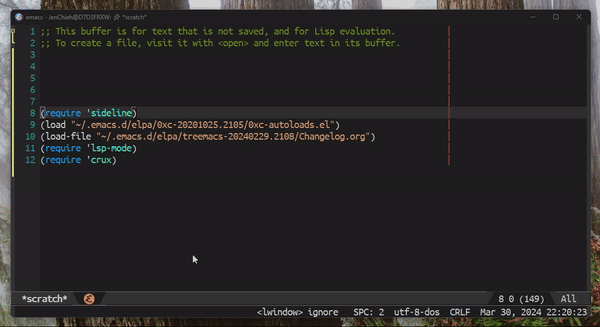 emacs - JenChieh@D7DJFRXW: *scratch*
1 ;; This buffer is for text that is not saved, and for Lisp evaluation.
2 ;; To create a file, visit it with <open> and enter text in its buffer.
3
4
5
6
7
8 (require 'sideline)
9 (load "~/.emacs.d/elpa/0xc-20201025.2105/0xc-autoloads.el")
10 (load-file "~/.emacs.d/elpa/treemacs-20240229.2108/Changelog.org")
11 (require 'lsp-mode)
12 (require 'crux)
*scratch* 8 0 (149) All
<lwindow> ignore SPC: 2 utf-8-dos CRLF Mar 30, 2024 22:20:23